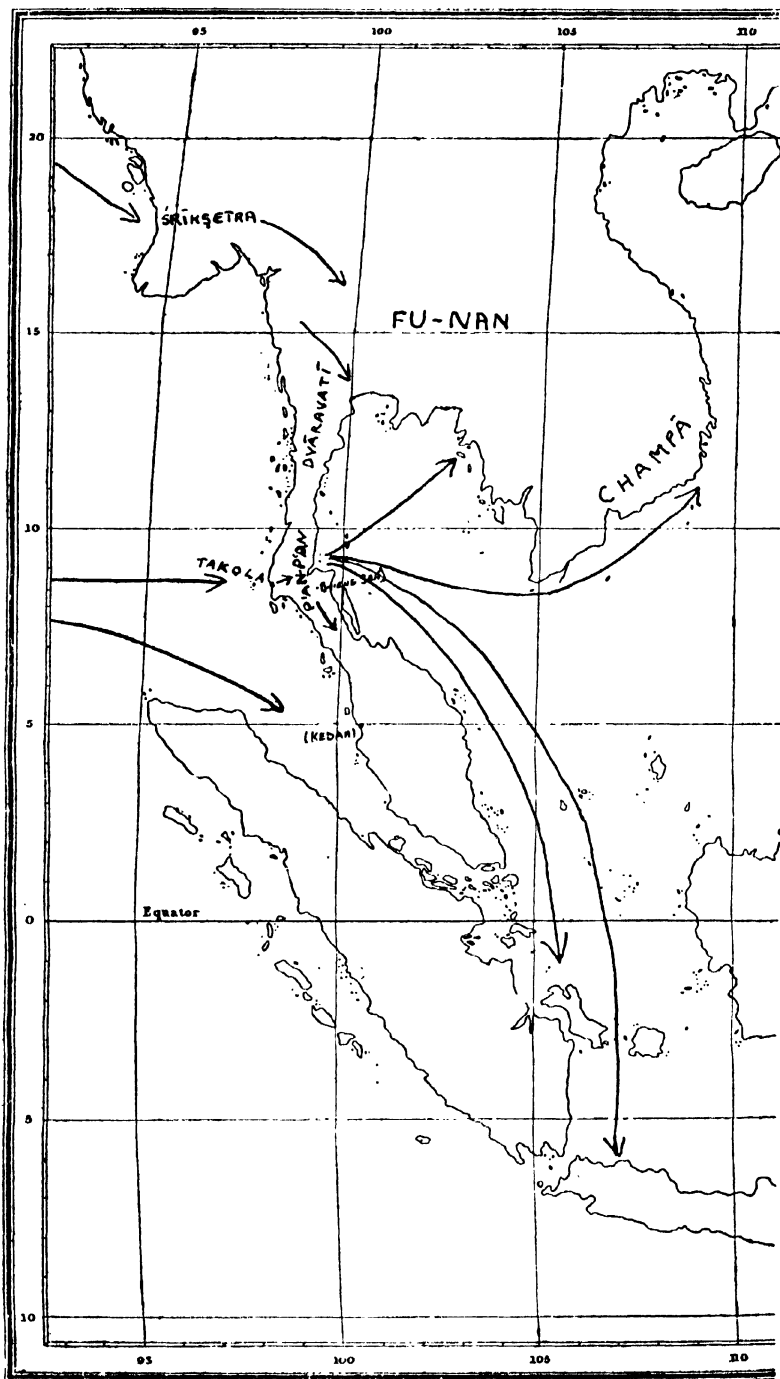 95 100 105 110
20
ŚRĪKṢETRA
FU-NAN
15
DVĀRAVATĪ
CHAMPĀ
10
TAKOLA
P'AN P'AN
5
(KEDAH)
Equator
0
5
10
95 100 105 110